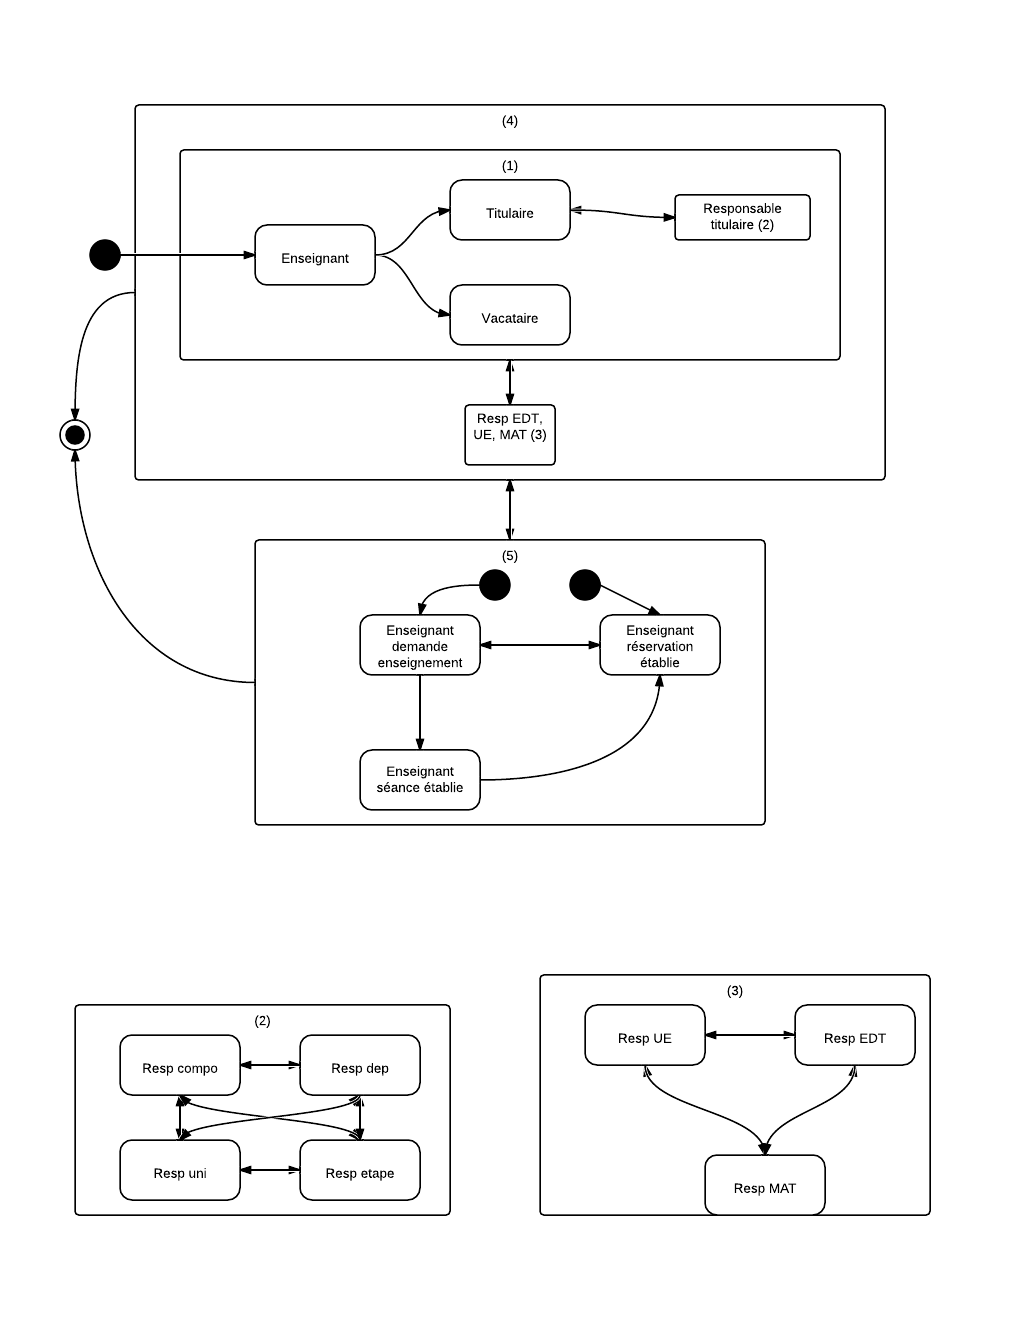 (4)
(1)
Titulaire
Responsable
titulaire (2)
Enseignant
Vacataire
Resp EDT,
UE, MAT (3)
(5)
Enseignant
demande
enseignement
Enseignant
réservation
établie
Enseignant
séance établie
(2)
Resp compo
Resp dep
Resp uni
Resp etape
(3)
Resp UE
Resp EDT
Resp MAT